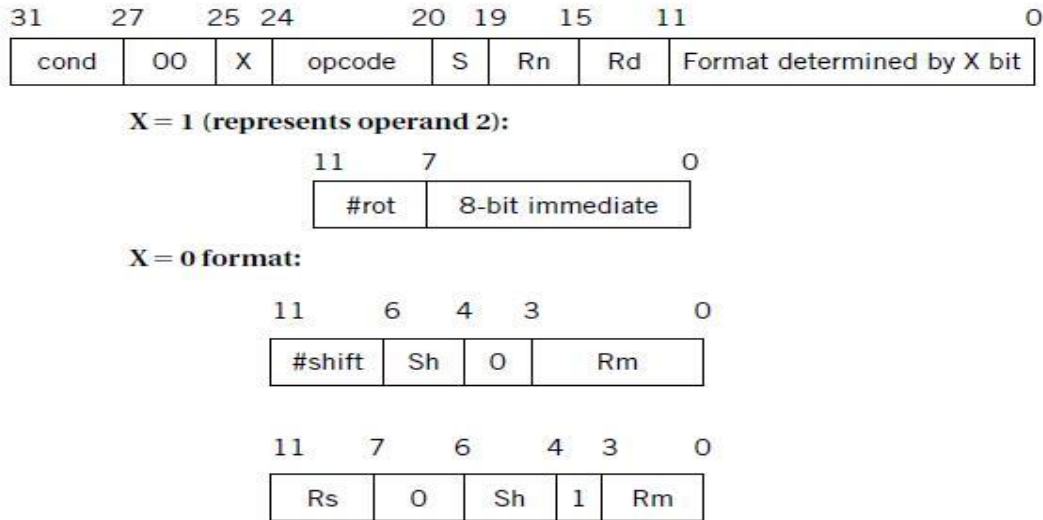 31 27 25 24 20 19 15 11 0
cond 00 X opcode S Rn Rd Format determined by X bit
X = 1 (represents operand 2):
11 7 0
#rot 8-bit immediate
X = 0 format:
11 6 4 3 0
#shift Sh 0 Rm
11 7 6 4 3 0
Rs 0 Sh 1 Rm